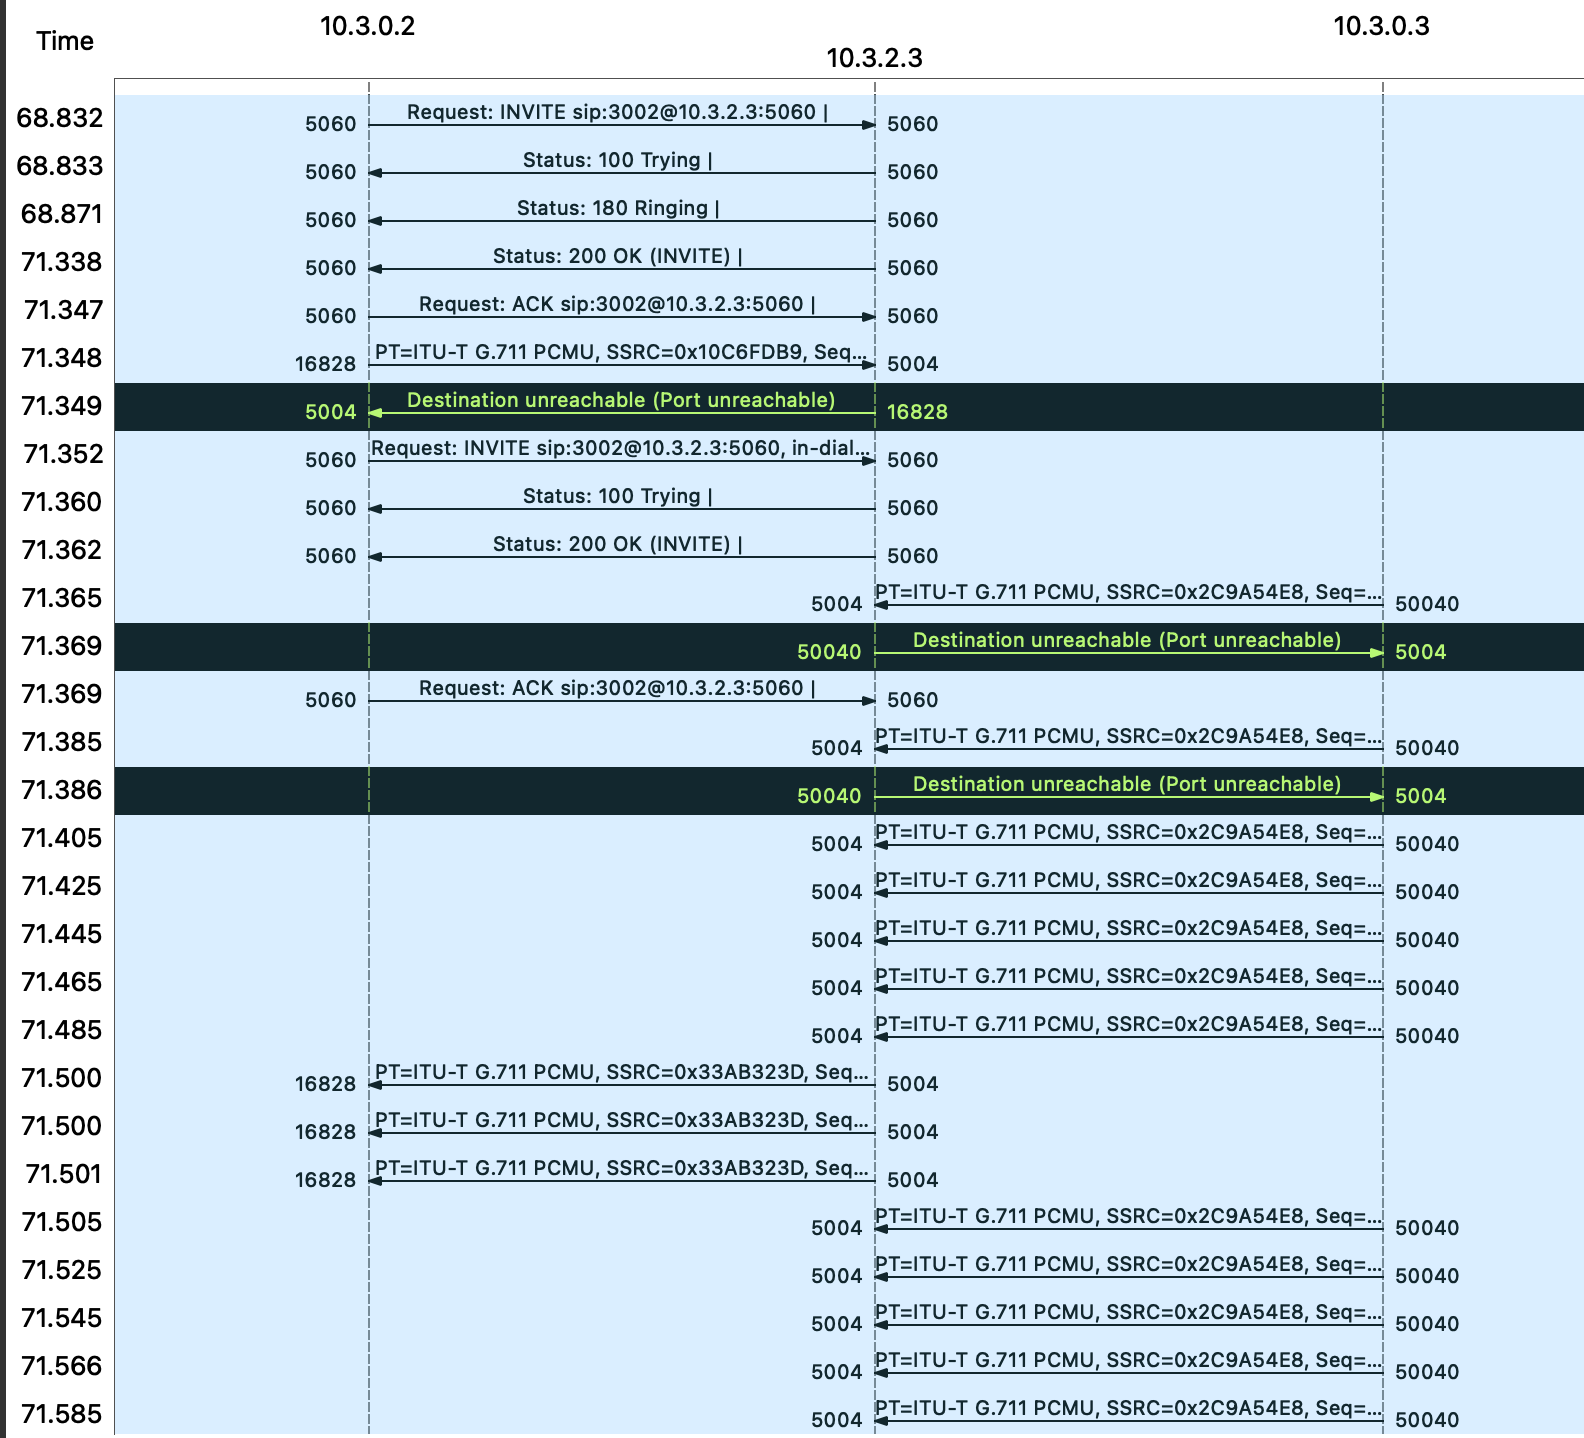 Time
10.3.0.2
10.3.2.3
10.3.0.3
68.832 5060 Request: INVITE sip:3002@10.3.2.3:5060 | 5060
68.833 5060 Status: 100 Trying | 5060
68.871 5060 Status: 180 Ringing | 5060
71.338 5060 Status: 200 OK (INVITE) | 5060
71.347 5060 Request: ACK sip:3002@10.3.2.3:5060 | 5060
71.348 16828 PT=ITU-T G.711 PCMU, SSRC=0x10C6FDB9, Seq... 5004
71.349 5004 Destination unreachable (Port unreachable) 16828
71.352 5060 Request: INVITE sip:3002@10.3.2.3:5060, in-dial... 5060
71.360 5060 Status: 100 Trying | 5060
71.362 5060 Status: 200 OK (INVITE) | 5060
71.365 5004 PT=ITU-T G.711 PCMU, SSRC=0x2C9A54E8, Seq=... 50040
71.369 50040 Destination unreachable (Port unreachable) 5004
71.369 5060 Request: ACK sip:3002@10.3.2.3:5060 | 5060
71.385 5004 PT=ITU-T G.711 PCMU, SSRC=0x2C9A54E8, Seq=... 50040
71.386 50040 Destination unreachable (Port unreachable) 5004
71.405 5004 PT=ITU-T G.711 PCMU, SSRC=0x2C9A54E8, Seq=... 50040
71.425 5004 PT=ITU-T G.711 PCMU, SSRC=0x2C9A54E8, Seq=... 50040
71.445 5004 PT=ITU-T G.711 PCMU, SSRC=0x2C9A54E8, Seq=... 50040
71.465 5004 PT=ITU-T G.711 PCMU, SSRC=0x2C9A54E8, Seq=... 50040
71.485 5004 PT=ITU-T G.711 PCMU, SSRC=0x2C9A54E8, Seq=... 50040
71.500 16828 PT=ITU-T G.711 PCMU, SSRC=0x33AB323D, Seq... 5004
71.500 16828 PT=ITU-T G.711 PCMU, SSRC=0x33AB323D, Seq... 5004
71.501 16828 PT=ITU-T G.711 PCMU, SSRC=0x33AB323D, Seq... 5004
71.505 5004 PT=ITU-T G.711 PCMU, SSRC=0x2C9A54E8, Seq=... 50040
71.525 5004 PT=ITU-T G.711 PCMU, SSRC=0x2C9A54E8, Seq=... 50040
71.545 5004 PT=ITU-T G.711 PCMU, SSRC=0x2C9A54E8, Seq=... 50040
71.566 5004 PT=ITU-T G.711 PCMU, SSRC=0x2C9A54E8, Seq=... 50040
71.585 5004 PT=ITU-T G.711 PCMU, SSRC=0x2C9A54E8, Seq=... 50040